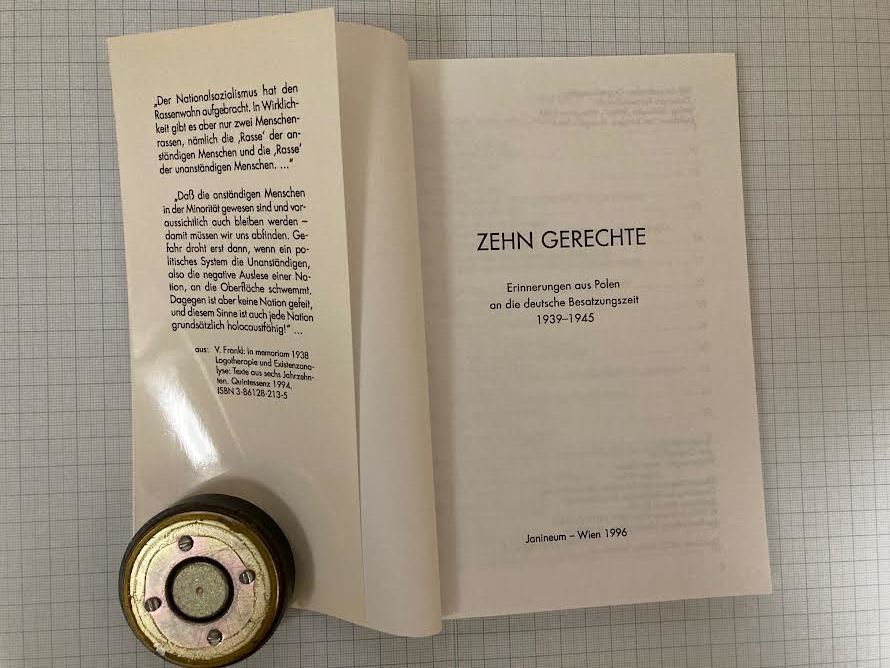 „Der Nationalsozialismus hat den
Rassenwahn aufgebracht. In Wirklich-
keit gibt es aber nur zwei Menschen-
rassen, nämlich die ‚Rasse‘ der an-
ständigen Menschen und die ‚Rasse‘
der unanständigen Menschen. ...“
„Daß die anständigen Menschen
in der Minorität gewesen sind und vor-
aussichtlich auch bleiben werden –
damit müssen wir uns abfinden. Ge-
fahr droht erst dann, wenn ein po-
litisches System die Unanständigen,
also die negative Auslese einer Na-
tion, an die Oberfläche schwemmt.
Dagegen ist aber keine Nation gefeit,
und diesem Sinne ist auch jede Nation
grundsätzlich holocaustfähig!“ ...
aus: V. Frankl: in memoriam 1938
Logotherapie und Existenzana-
lyse: Texte aus sechs Jahrzehn-
ten. Quintessenz 1994,
ISBN 3-86128-213-5
ZEHN GERECHTE
Erinnerungen aus Polen
an die deutsche Besatzungszeit
1939–1945
Janineum – Wien 1996